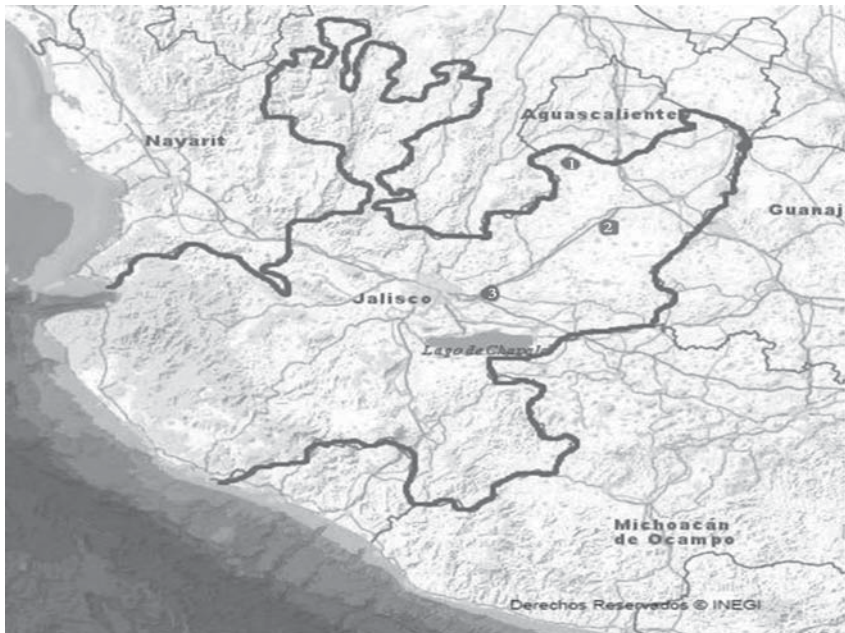 Aguascalientes
Nayarit
1
Guanaj
2
3
Jalisco
Lago de Chapala
Michoacán
de Ocampo
Derechos Reservados © INEGI